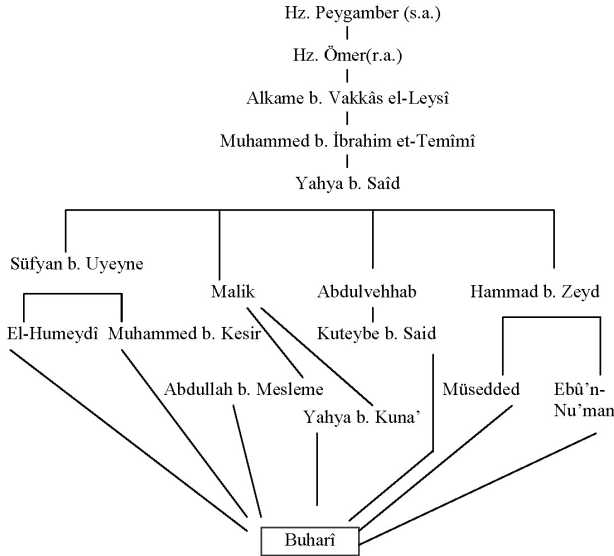 Hz. Peygamber (s.a.)
Hz. Ömer(r.a.)
Alkame b. Vakkâs el-Leysî
Muhammed b. İbrahim et-Temîmî
Yahya b. Saîd
Süfyan b. Uyeyne
Malik
Abdulvehhab
Hammad b. Zeyd
El-Humeydî
Muhammed b. Kesir
Kuteybe b. Said
Abdullah b. Mesleme
Yahya b. Kuna’
Müsedded
Ebû’n-
Nu’man
Buharî